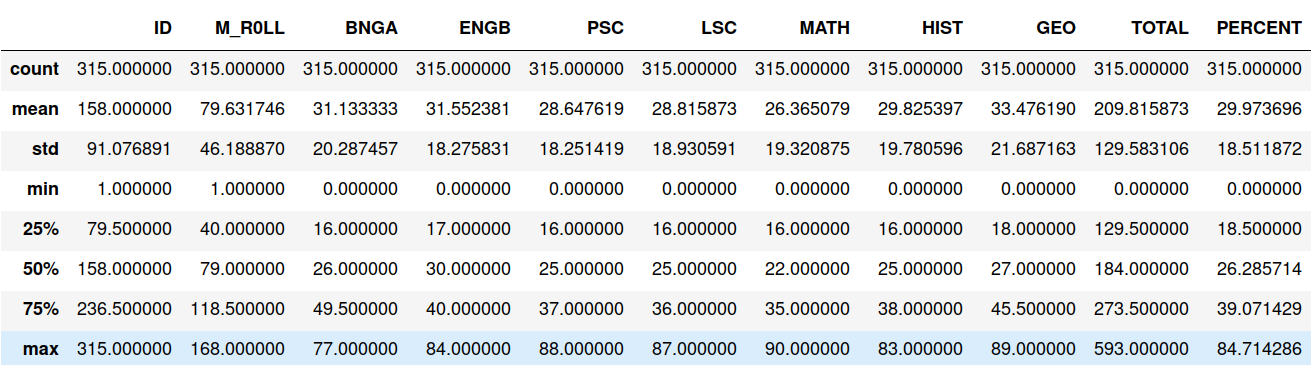 ID M_R0LL BNGA ENGB PSC LSC MATH HIST GEO TOTAL PERCENT
count 315.000000 315.000000 315.000000 315.000000 315.000000 315.000000 315.000000 315.000000 315.000000 315.000000 315.000000
mean 158.000000 79.631746 31.133333 31.552381 28.647619 28.815873 26.365079 29.825397 33.476190 209.815873 29.973696
std 91.076891 46.188870 20.287457 18.275831 18.251419 18.930591 19.320875 19.780596 21.687163 129.583106 18.511872
min 1.000000 1.000000 0.000000 0.000000 0.000000 0.000000 0.000000 0.000000 0.000000 0.000000 0.000000
25% 79.500000 40.000000 16.000000 17.000000 16.000000 16.000000 16.000000 16.000000 18.000000 129.500000 18.500000
50% 158.000000 79.000000 26.000000 30.000000 25.000000 25.000000 22.000000 25.000000 27.000000 184.000000 26.285714
75% 236.500000 118.500000 49.500000 40.000000 37.000000 36.000000 35.000000 38.000000 45.500000 273.500000 39.071429
max 315.000000 168.000000 77.000000 84.000000 88.000000 87.000000 90.000000 83.000000 89.000000 593.000000 84.714286